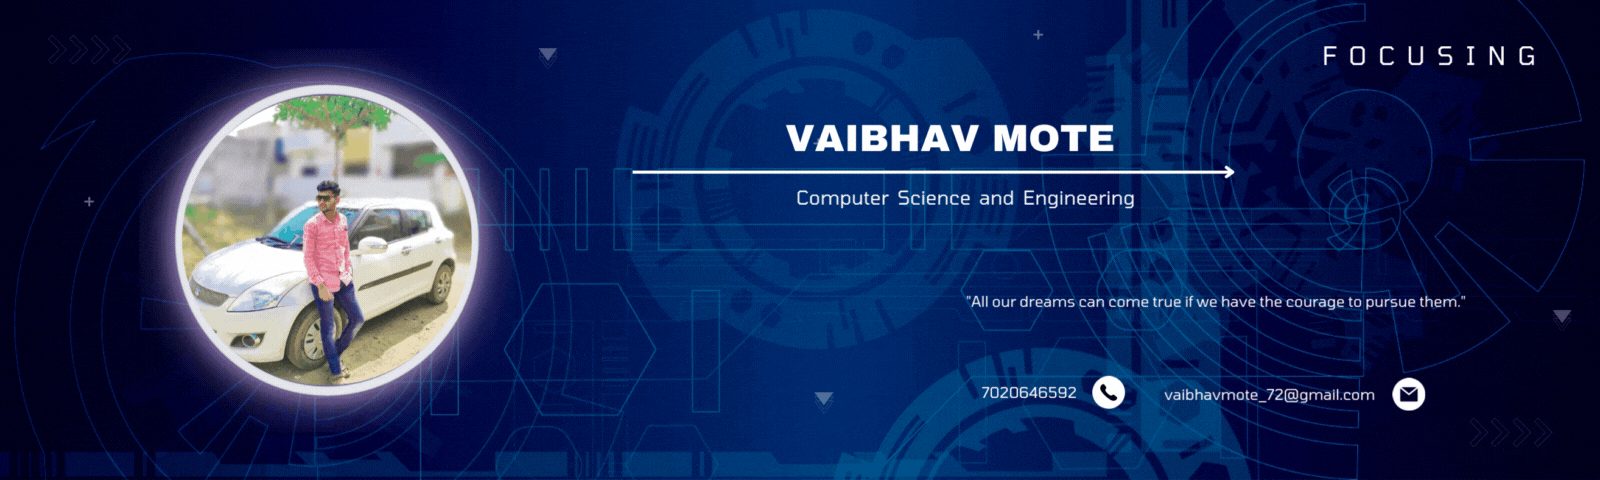 FOCUSING
VAIBHAV MOTE
Computer Science and Engineering
"All our dreams can come true if we have the courage to pursue them."
7020646592
vaibhavmote_72@gmail.com